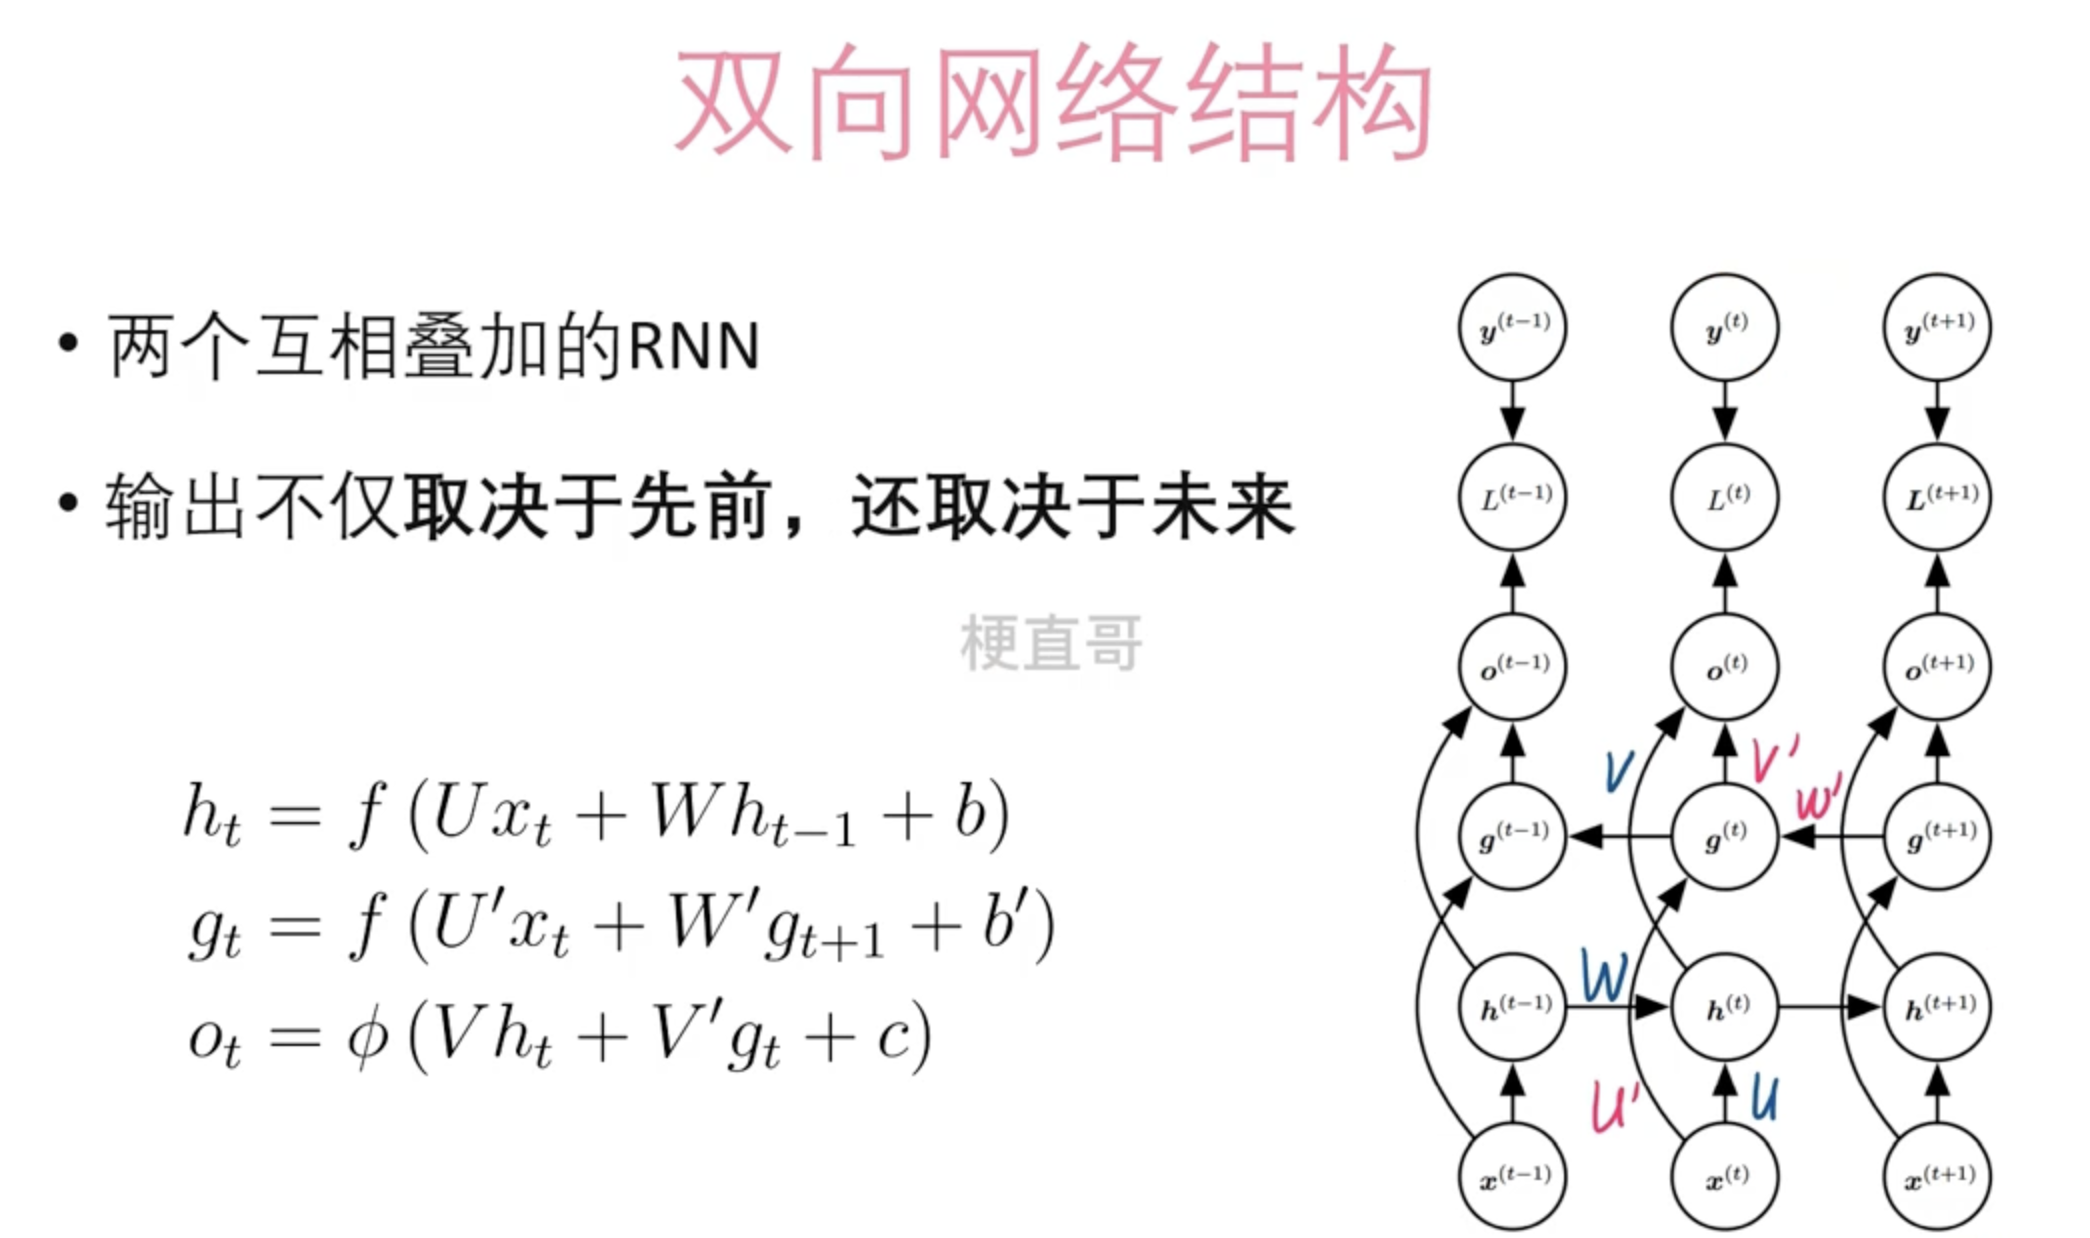 双向网络结构
• 两个互相叠加的RNN
• 输出不仅取决于先前，还取决于未来
梗直哥
h_t = f (Ux_t + Wh_{t−1} + b)
g_t = f (U′x_t + W′g_{t+1} + b′)
o_t = ϕ (Vh_t + V′g_t + c)
y^{(t−1)} y^{(t)} y^{(t+1)}
L^{(t−1)} L^{(t)} L^{(t+1)}
o^{(t−1)} o^{(t)} o^{(t+1)}
V V′
W′
g^{(t−1)} g^{(t)} g^{(t+1)}
W
h^{(t−1)} h^{(t)} h^{(t+1)}
U′ U
x^{(t−1)} x^{(t)} x^{(t+1)}